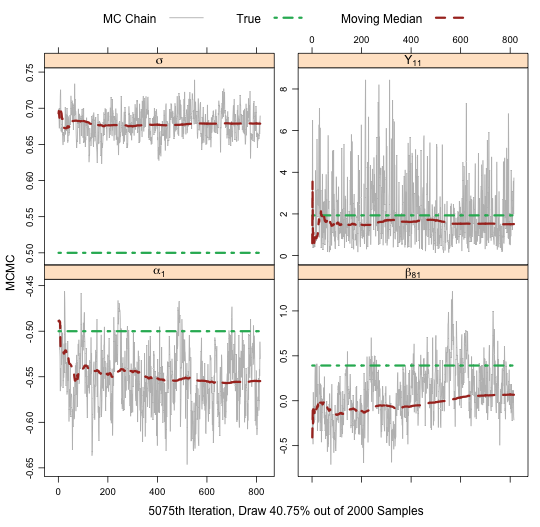 MC Chain True Moving Median
0 200 400 600 800
σ Υ₁₁
0.75
0.70
0.65
0.60
0.55
0.50
8
6
4
2
0
MCMC
α₁ β₈₁
-0.45
-0.50
-0.55
-0.60
-0.65
1.0
0.5
0.0
-0.5
0 200 400 600 800
5075th Iteration, Draw 40.75% out of 2000 Samples